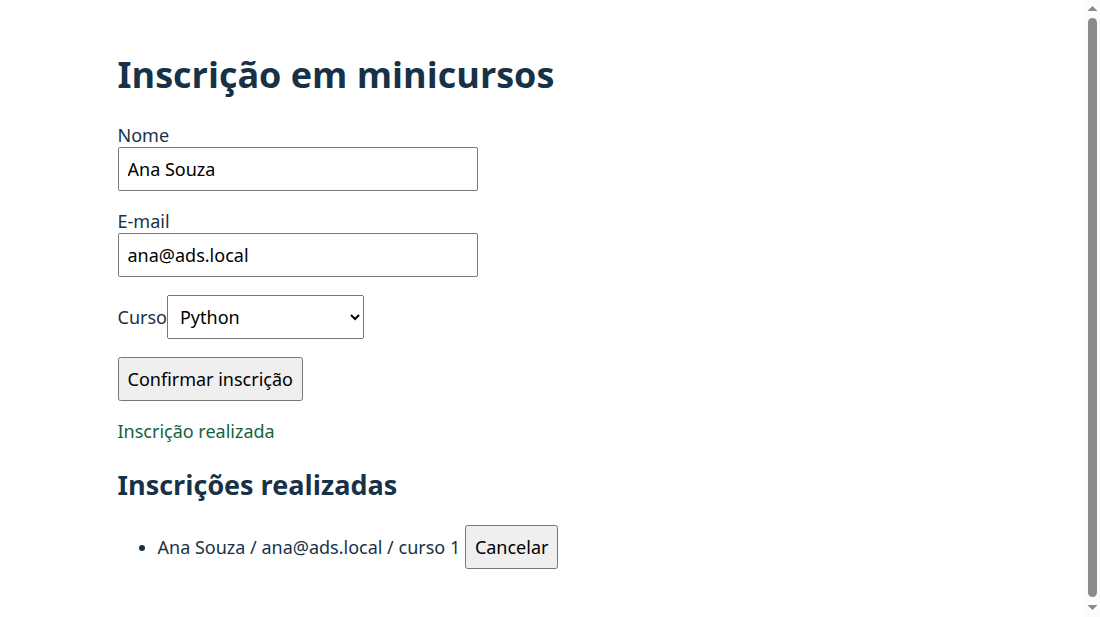 Inscrição em minicursos
Nome
Ana Souza
E-mail
ana@ads.local
Curso Python
Confirmar inscrição
Inscrição realizada
Inscrições realizadas
Ana Souza / ana@ads.local / curso 1 Cancelar